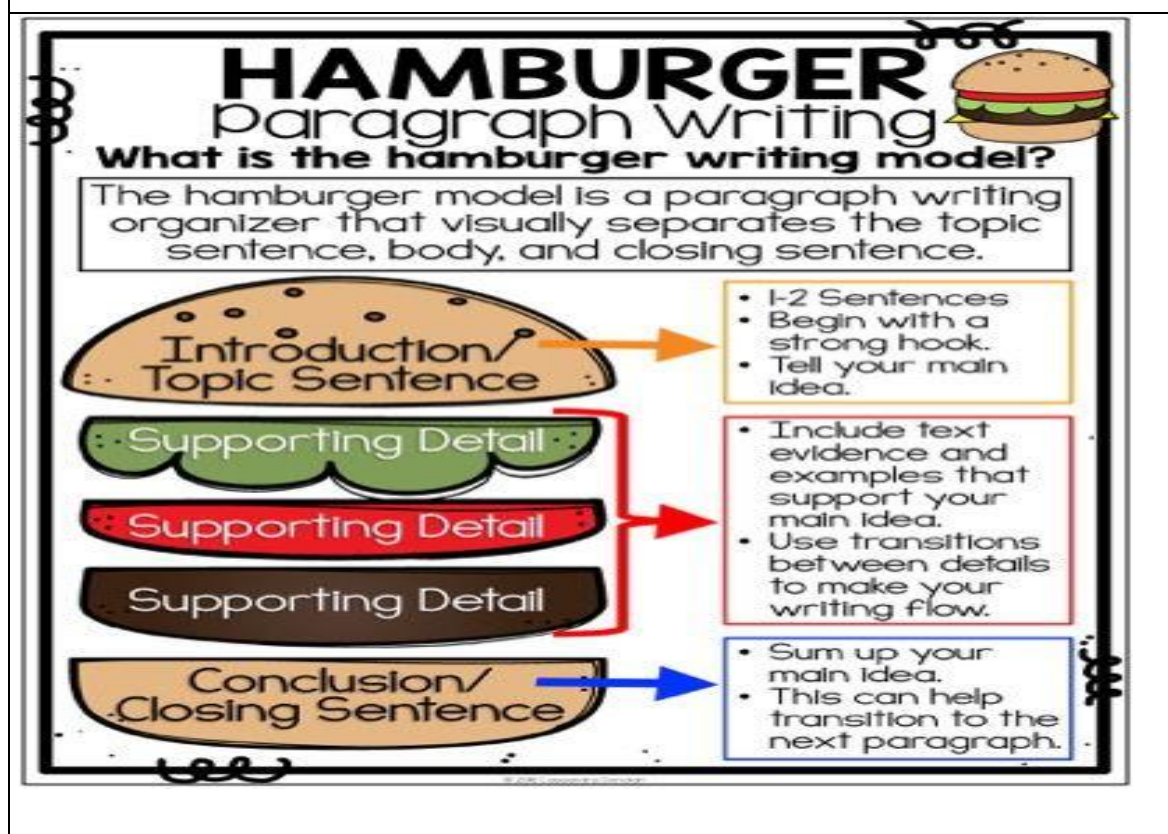 HAMBURGER
Paragraph Writing
What is the hamburger writing model?
The hamburger model is a paragraph writing
organizer that visually separates the topic
sentence, body, and closing sentence.
Introduction/
Topic Sentence
• 1-2 Sentences
• Begin with a
strong hook.
• Tell your main
idea.
Supporting Detail
Supporting Detail
Supporting Detail
• Include text
evidence and
examples that
support your
main idea.
• Use transitions
between details
to make your
writing flow.
Conclusion/
Closing Sentence
• Sum up your
main idea.
• This can help
transition to the
next paragraph.